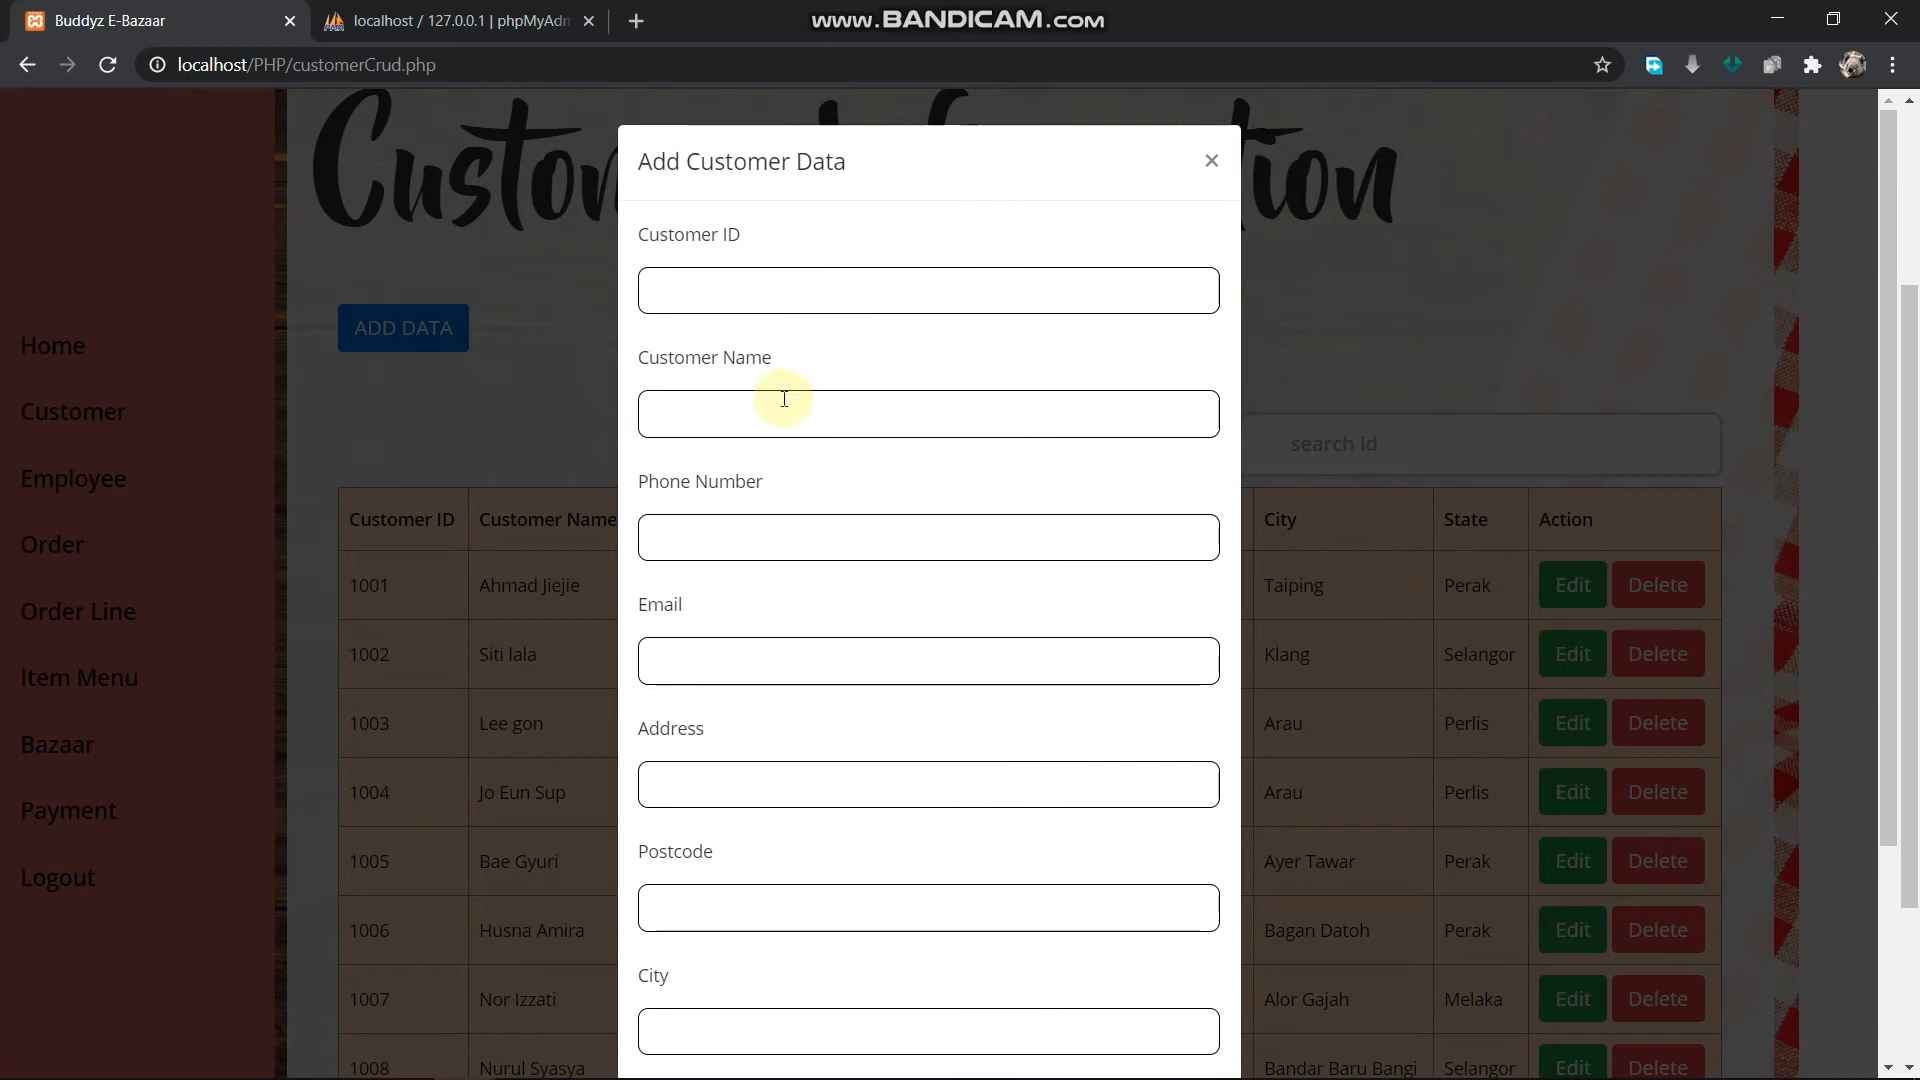 Buddyz E-Bazaar
localhost / 127.0.0.1 | phpMyAdm
www.BANDICAM.com
localhost/PHP/customerCrud.php
Add Customer Data
Customer ID
Customer Name
Phone Number
Email
Address
Postcode
City
ADD DATA
search id
Home
Customer
Employee
Order
Order Line
Item Menu
Bazaar
Payment
Logout
Customer ID Customer Name City State Action
1001 Ahmad Jiejie Taiping Perak Edit Delete
1002 Siti lala Klang Selangor Edit Delete
1003 Lee gon Arau Perlis Edit Delete
1004 Jo Eun Sup Arau Perlis Edit Delete
1005 Bae Gyuri Ayer Tawar Perak Edit Delete
1006 Husna Amira Bagan Datoh Perak Edit Delete
1007 Nor Izzati Alor Gajah Melaka Edit Delete
1008 Nurul Syasya Bandar Baru Bangi Selangor Edit Delete